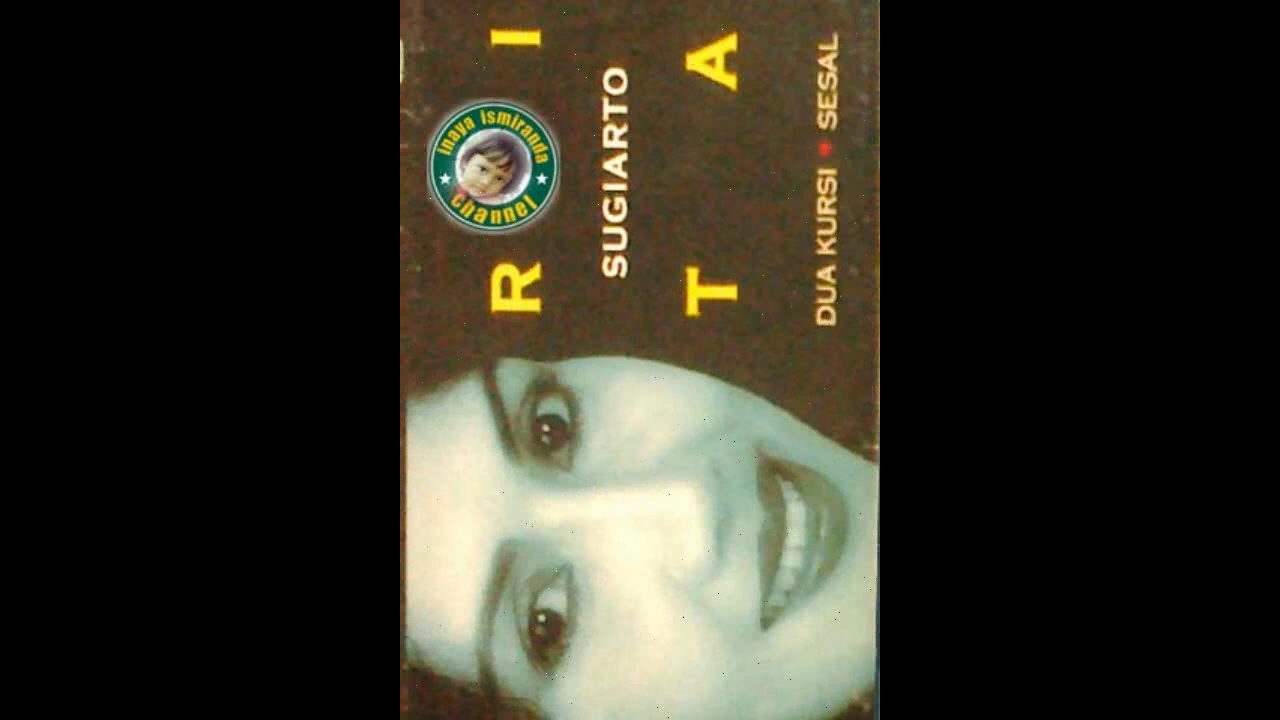 R I
SUGIARTO
T A
DUA KURSI • SESAL
inaya ismiranda
channel